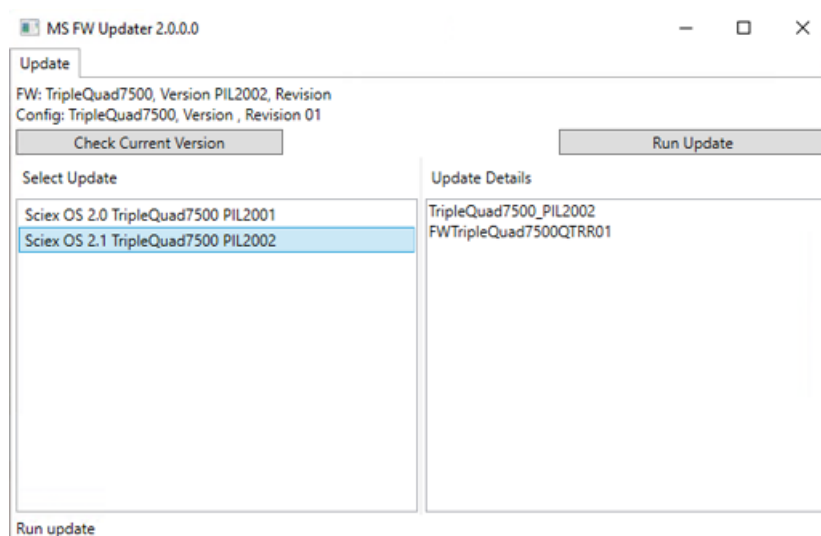 MS FW Updater 2.0.0.0
Update
FW: TripleQuad7500, Version PIL2002, Revision
Config: TripleQuad7500, Version , Revision 01
Check Current Version
Run Update
Select Update
Update Details
Sciex OS 2.0 TripleQuad7500 PIL2001
Sciex OS 2.1 TripleQuad7500 PIL2002
TripleQuad7500_PIL2002
FWTripleQuad7500QTRR01
Run update